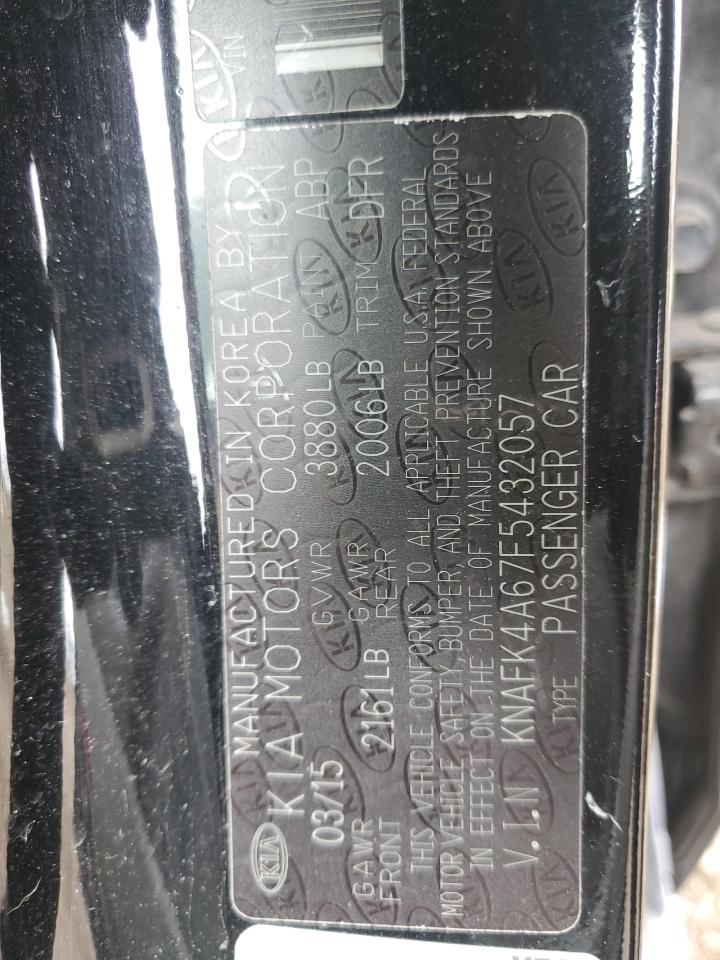 VIN
MANUFACTURED IN KOREA BY
KIA KIA MOTORS CORPORATION
03/15 GVWR 3880LB PAINT ABP
GAWR FRONT 2161LB GAWR REAR 2006LB TRIM DFR
THIS VEHICLE CONFORMS TO ALL APPLICABLE U.S.A. FEDERAL
MOTOR VEHICLE SAFETY BUMPER, AND THEFT PREVENTION STANDARDS
IN EFFECT ON THE DATE OF MANUFACTURE SHOWN ABOVE
V.I.N KNAFK4A67F5432057
TYPE PASSENGER CAR